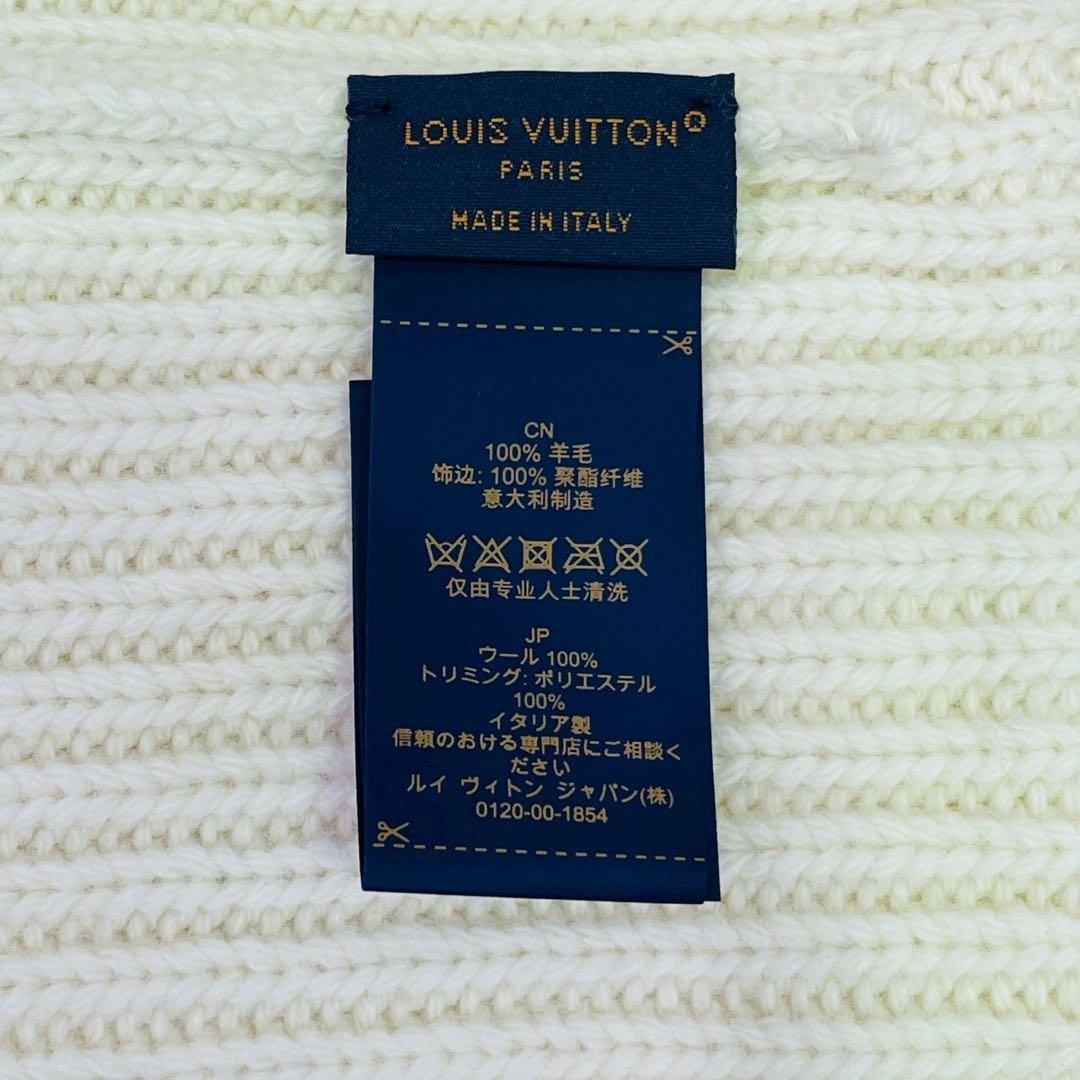 LOUIS VUITTON®
PARIS
MADE IN ITALY
CN
100% 羊毛
饰边: 100% 聚酯纤维
意大利制造
仅由专业人士清洗
JP
ウール 100%
トリミング: ポリエステル
100%
イタリア製
信頼のおける専門店にご相談く
ださい
ルイ ヴィトン ジャパン(株)
0120-00-1854